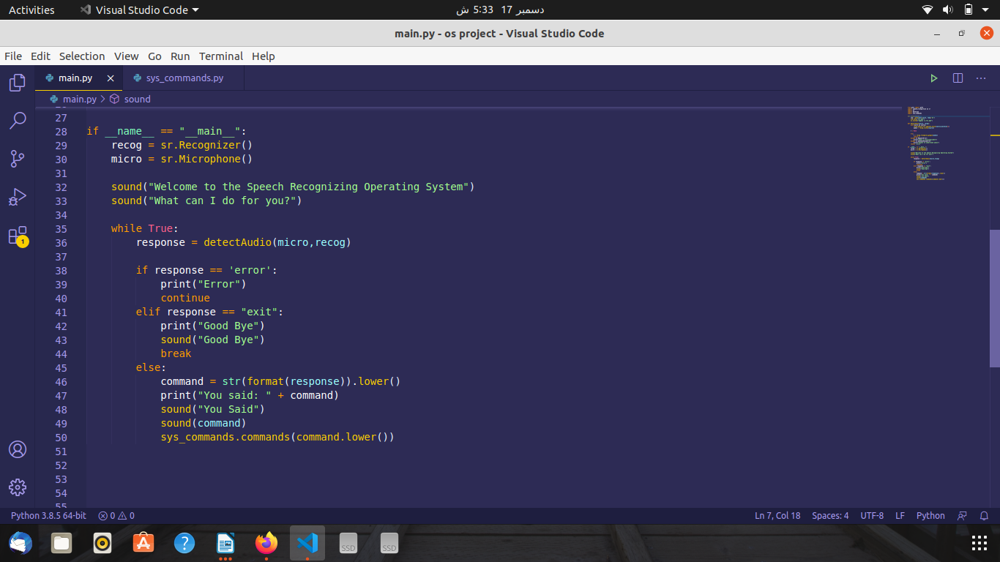 Activities
Visual Studio Code
دسمبر 17 5:33 ش
main.py - os project - Visual Studio Code
File Edit Selection View Go Run Terminal Help
main.py
sys_commands.py
main.py > sound
27
28 if __name__ == "__main__":
29 recog = sr.Recognizer()
30 micro = sr.Microphone()
31
32 sound("Welcome to the Speech Recognizing Operating System")
33 sound("What can I do for you?")
34
35 while True:
36 response = detectAudio(micro,recog)
37
38 if response == 'error':
39 print("Error")
40 continue
41 elif response == "exit":
42 print("Good Bye")
43 sound("Good Bye")
44 break
45 else:
46 command = str(format(response)).lower()
47 print("You said: " + command)
48 sound("You Said")
49 sound(command)
50 sys_commands.commands(command.lower())
51
52
53
54
55
1
Python 3.8.5 64-bit 0 0 Ln 7, Col 18 Spaces: 4 UTF-8 LF Python
SSD SSD